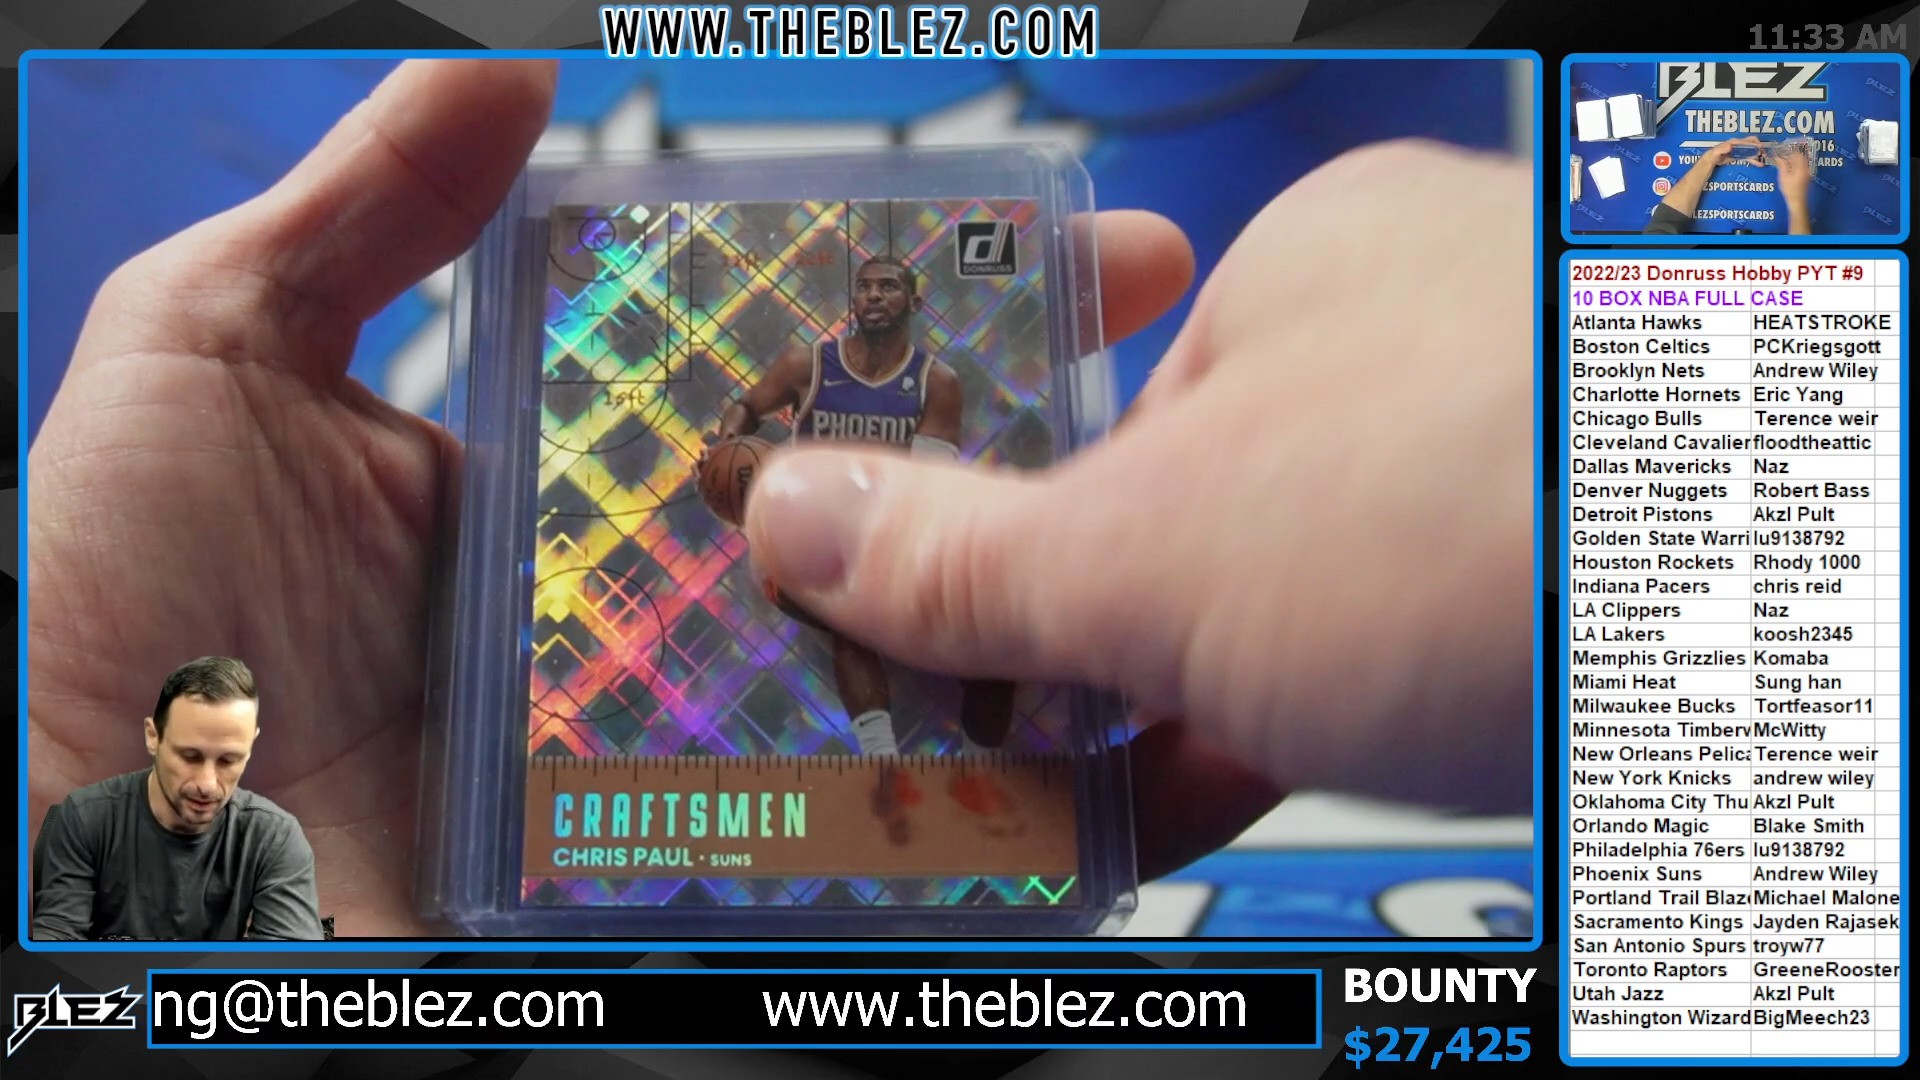 WWW.THEBLEZ.COM
11:33 AM
BLEZ
THEBLEZ.COM
DONRUSS
15ft
PHOENIX
CRAFTSMEN
CHRIS PAUL · SUNS
2022/23 Donruss Hobby PYT #9
10 BOX NBA FULL CASE
Atlanta Hawks HEATSTROKE
Boston Celtics PCKriegsgott
Brooklyn Nets Andrew Wiley
Charlotte Hornets Eric Yang
Chicago Bulls Terence weir
Cleveland Cavalier floodtheattic
Dallas Mavericks Naz
Denver Nuggets Robert Bass
Detroit Pistons Akzl Pult
Golden State Warri lu9138792
Houston Rockets Rhody 1000
Indiana Pacers chris reid
LA Clippers Naz
LA Lakers koosh2345
Memphis Grizzlies Komaba
Miami Heat Sung han
Milwaukee Bucks Tortfeasor11
Minnesota Timberv McWitty
New Orleans Pelica Terence weir
New York Knicks andrew wiley
Oklahoma City Thu Akzl Pult
Orlando Magic Blake Smith
Philadelphia 76ers lu9138792
Phoenix Suns Andrew Wiley
Portland Trail Blaze Michael Malone
Sacramento Kings Jayden Rajasek
San Antonio Spurs troyw77
Toronto Raptors GreeneRooster
Utah Jazz Akzl Pult
Washington Wizard BigMeech23
BLEZ
ng@theblez.com www.theblez.com
BOUNTY
$27,425